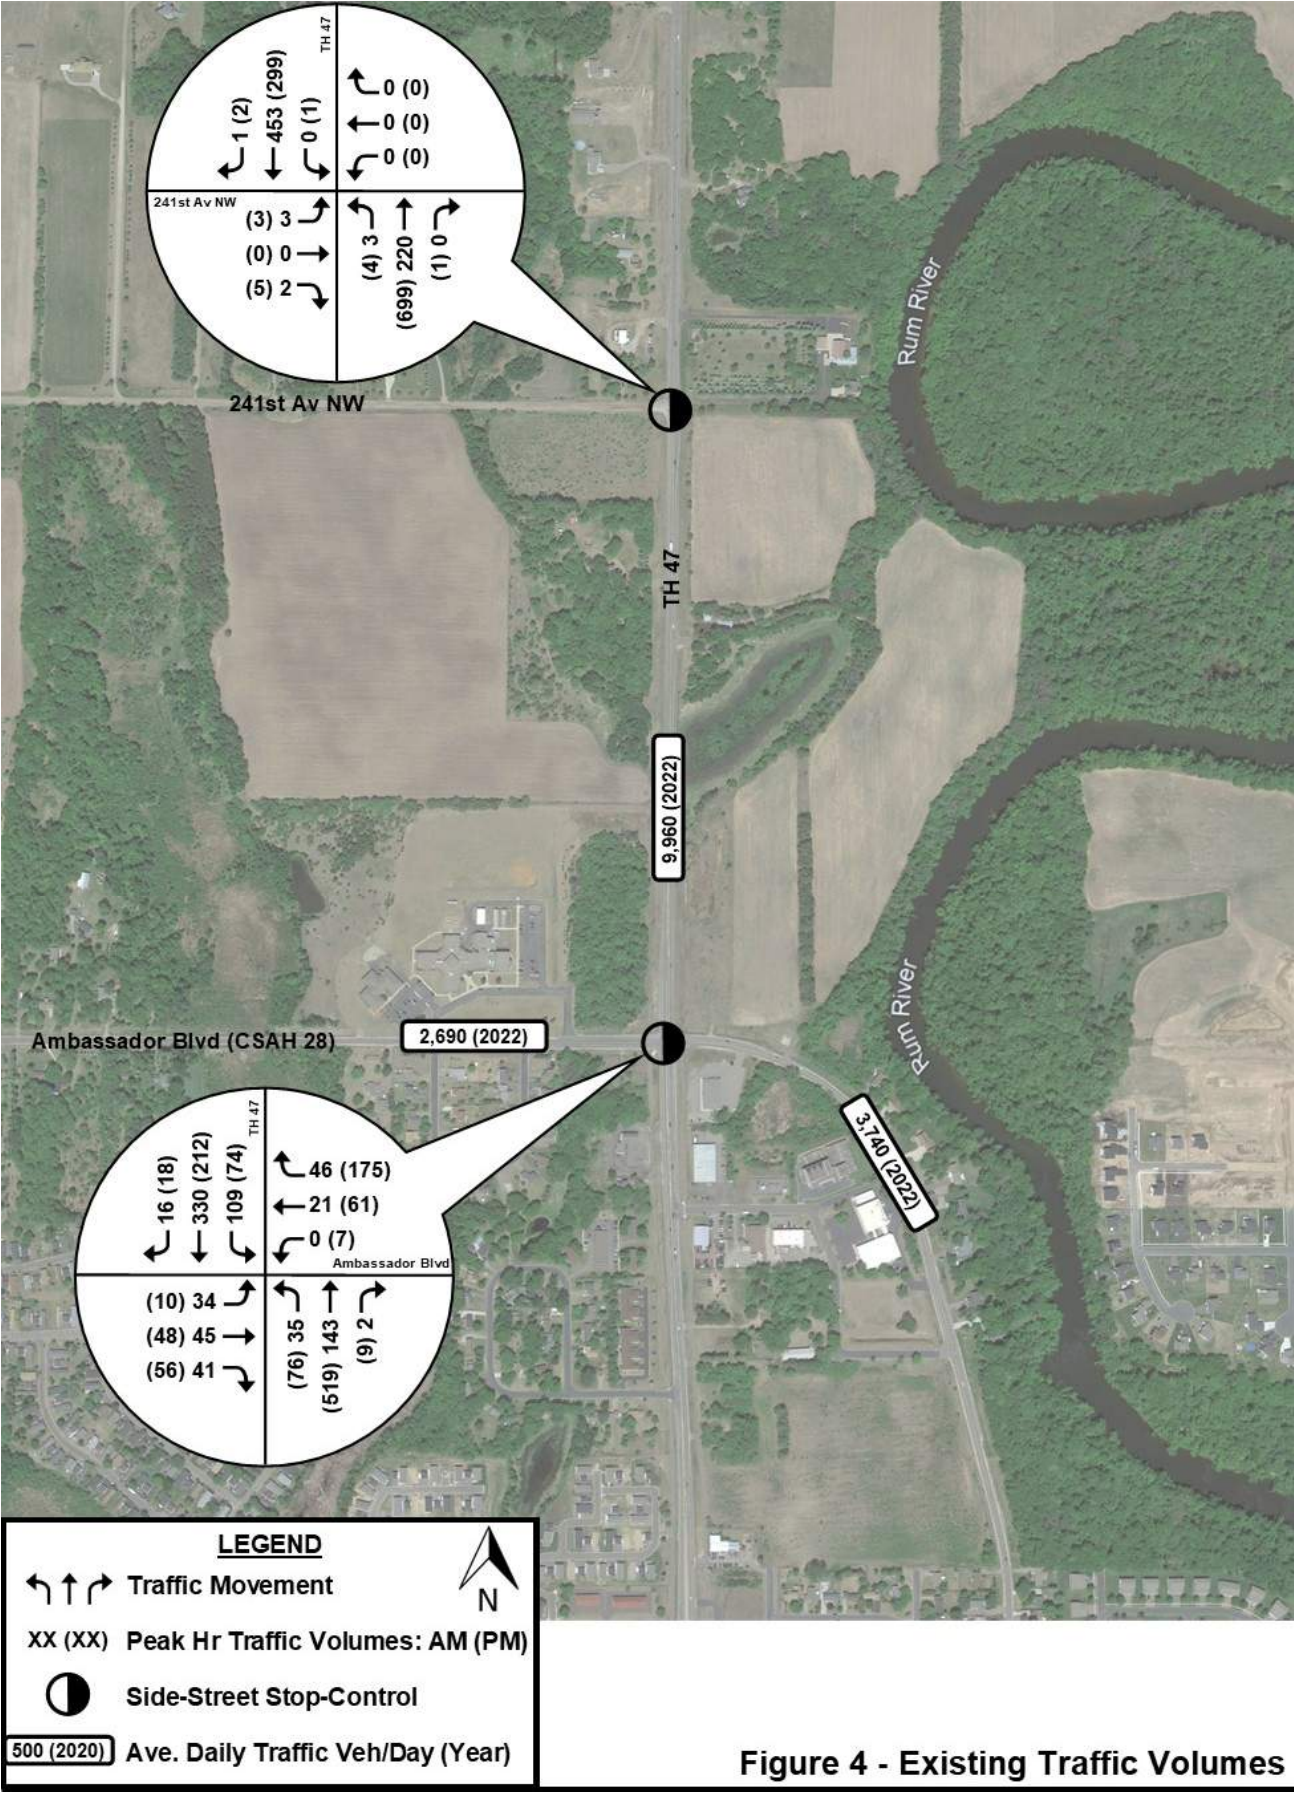 TH 47
1 (2)
453 (299)
0 (1)
0 (0)
0 (0)
0 (0)
241st Av NW
(3) 3
(0) 0
(5) 2
(4) 3
(699) 220
(1) 0
Rum River
241st Av NW
TH 47
9,960 (2022)
Rum River
Ambassador Blvd (CSAH 28)
2,690 (2022)
3,740 (2022)
TH 47
16 (18)
330 (212)
109 (74)
46 (175)
21 (61)
0 (7)
Ambassador Blvd
(10) 34
(48) 45
(56) 41
(76) 35
(519) 143
(9) 2
LEGEND
Traffic Movement
N
XX (XX) Peak Hr Traffic Volumes: AM (PM)
Side-Street Stop-Control
500 (2020) Ave. Daily Traffic Veh/Day (Year)
Figure 4 - Existing Traffic Volumes